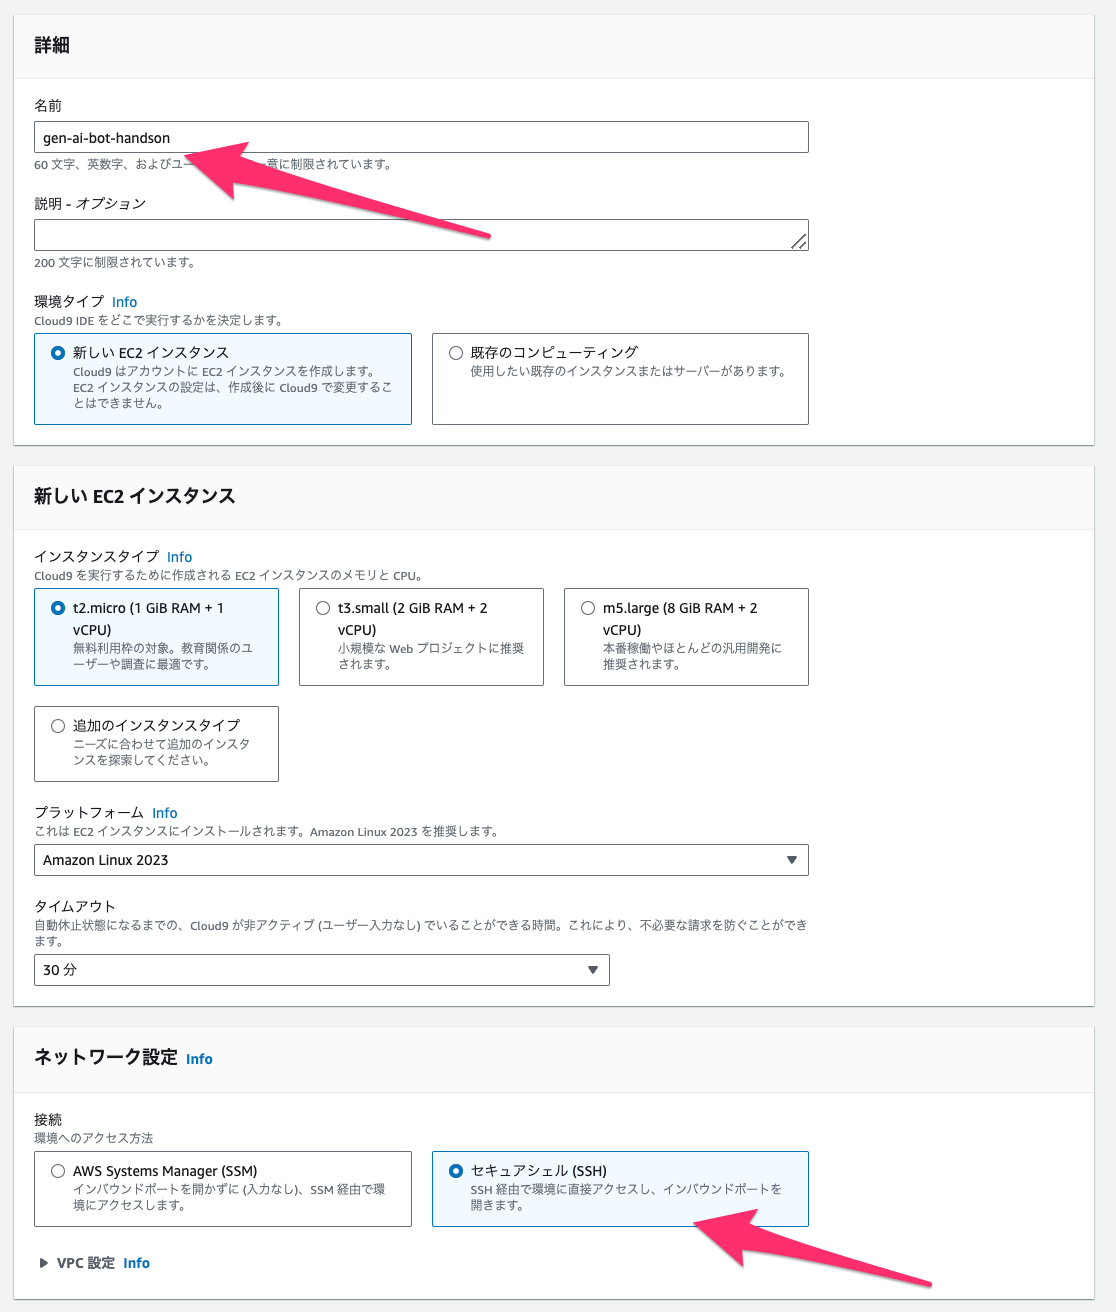 詳細
名前
gen-ai-bot-handson
60 文字、英数字、およびユー 意に制限されています。
説明 - オプション
200 文字に制限されています。
環境タイプ Info
Cloud9 IDE をどこで実行するかを決定します。
新しい EC2 インスタンス
Cloud9 はアカウントに EC2 インスタンスを作成します。
EC2 インスタンスの設定は、作成後に Cloud9 で変更するこ
とはできません。
既存のコンピューティング
使用したい既存のインスタンスまたはサーバーがあります。
新しい EC2 インスタンス
インスタンスタイプ Info
Cloud9 を実行するために作成される EC2 インスタンスのメモリと CPU。
t2.micro (1 GiB RAM + 1
vCPU)
無料利用枠の対象。教育関係のユ
ーザーや調査に最適です。
t3.small (2 GiB RAM + 2
vCPU)
小規模な Web プロジェクトに推奨
されます。
m5.large (8 GiB RAM + 2
vCPU)
本番稼働やほとんどの汎用開発に
推奨されます。
追加のインスタンスタイプ
ニーズに合わせて追加のインスタ
ンスを探索してください。
プラットフォーム Info
これは EC2 インスタンスにインストールされます。Amazon Linux 2023 を推奨します。
Amazon Linux 2023
タイムアウト
自動休止状態になるまでの、Cloud9 が非アクティブ (ユーザー入力なし) でいることができる時間。これにより、不必要な請求を防ぐことができ
ます。
30 分
ネットワーク設定 Info
接続
環境へのアクセス方法
AWS Systems Manager (SSM)
インバウンドポートを開かずに (入力なし)、SSM 経由で環
境にアクセスします。
セキュアシェル (SSH)
SSH 経由で環境に直接アクセスし、インバウンドポートを
開きます。
VPC 設定 Info